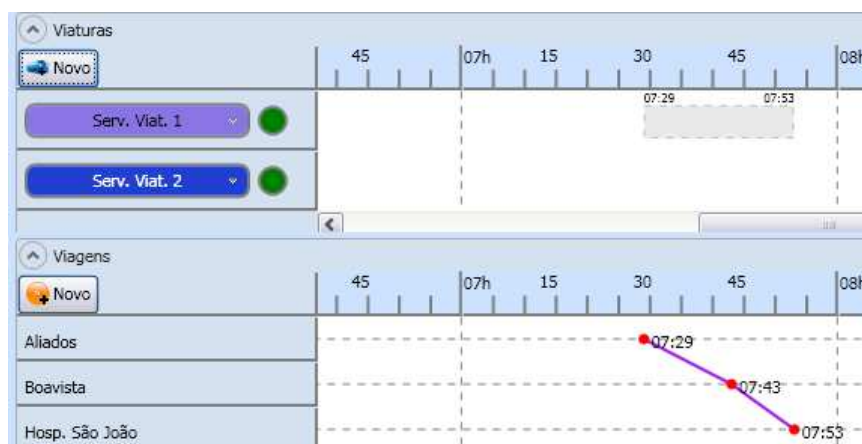 Viaturas
Novo
45 07h 15 30 45 08h
07:29 07:53
Serv. Viat. 1
Serv. Viat. 2
Viagens
Novo
45 07h 15 30 45 08h
Aliados 07:29
Boavista 07:43
Hosp. São João 07:53